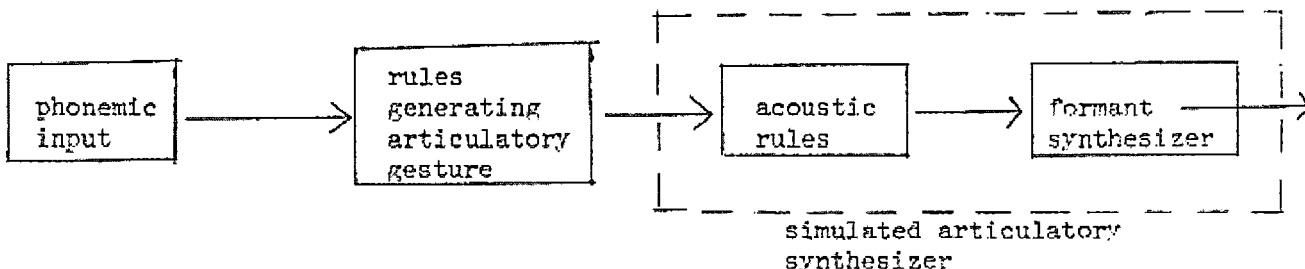 phonemic
input
rules
generating
articulatory
gesture
acoustic
rules
formant
synthesizer
simulated articulatory
synthesizer